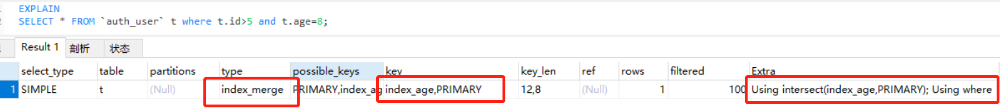 1 EXPLAIN
2 SELECT * FROM `auth_user` t where t.id>5 and t.age=8;
Result 1 剖析 状态
select_type table partitions type possible_keys key key_len ref rows filtered Extra
1 SIMPLE t (Null) index_merge PRIMARY,index_ag index_age,PRIMARY 12,8 (Null) 1 100 Using intersect(index_age,PRIMARY); Using where